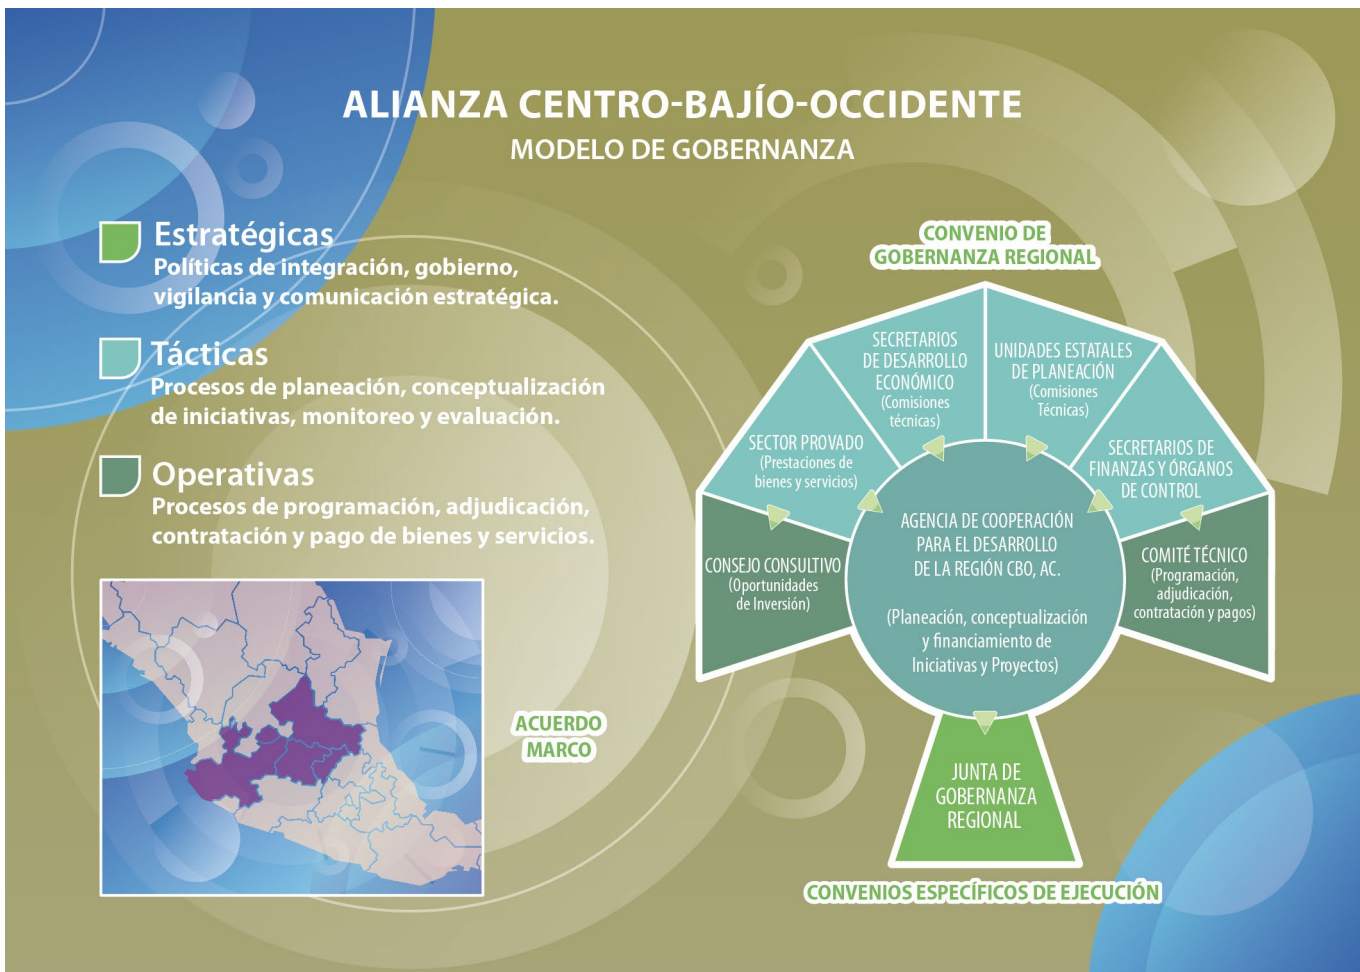 ALIANZA CENTRO-BAJÍO-OCCIDENTE
MODELO DE GOBERNANZA
Estratégicas
Políticas de integración, gobierno,
vigilancia y comunicación estratégica.
Tácticas
Procesos de planeación, conceptualización
de iniciativas, monitoreo y evaluación.
Operativas
Procesos de programación, adjudicación,
contratación y pago de bienes y servicios.
ACUERDO
MARCO
CONVENIO DE
GOBERNANZA REGIONAL
SECRETARIOS
DE DESARROLLO
ECONÓMICO
(Comisiones
técnicas)
UNIDADES ESTATALES
DE PLANEACIÓN
(Comisiones
Técnicas)
SECTOR PROVADO
(Prestaciones de
bienes y servicios)
SECRETARIOS DE
FINANZAS Y ÓRGANOS
DE CONTROL
CONSEJO CONSULTIVO
(Oportunidades
de Inversión)
AGENCIA DE COOPERACIÓN
PARA EL DESARROLLO
DE LA REGIÓN CBO, AC.
(Planeación, conceptualización
y financiamiento de
Iniciativas y Proyectos)
COMITÉ TÉCNICO
(Programación,
adjudicación,
contratación y pagos)
JUNTA DE
GOBERNANZA
REGIONAL
CONVENIOS ESPECÍFICOS DE EJECUCIÓN